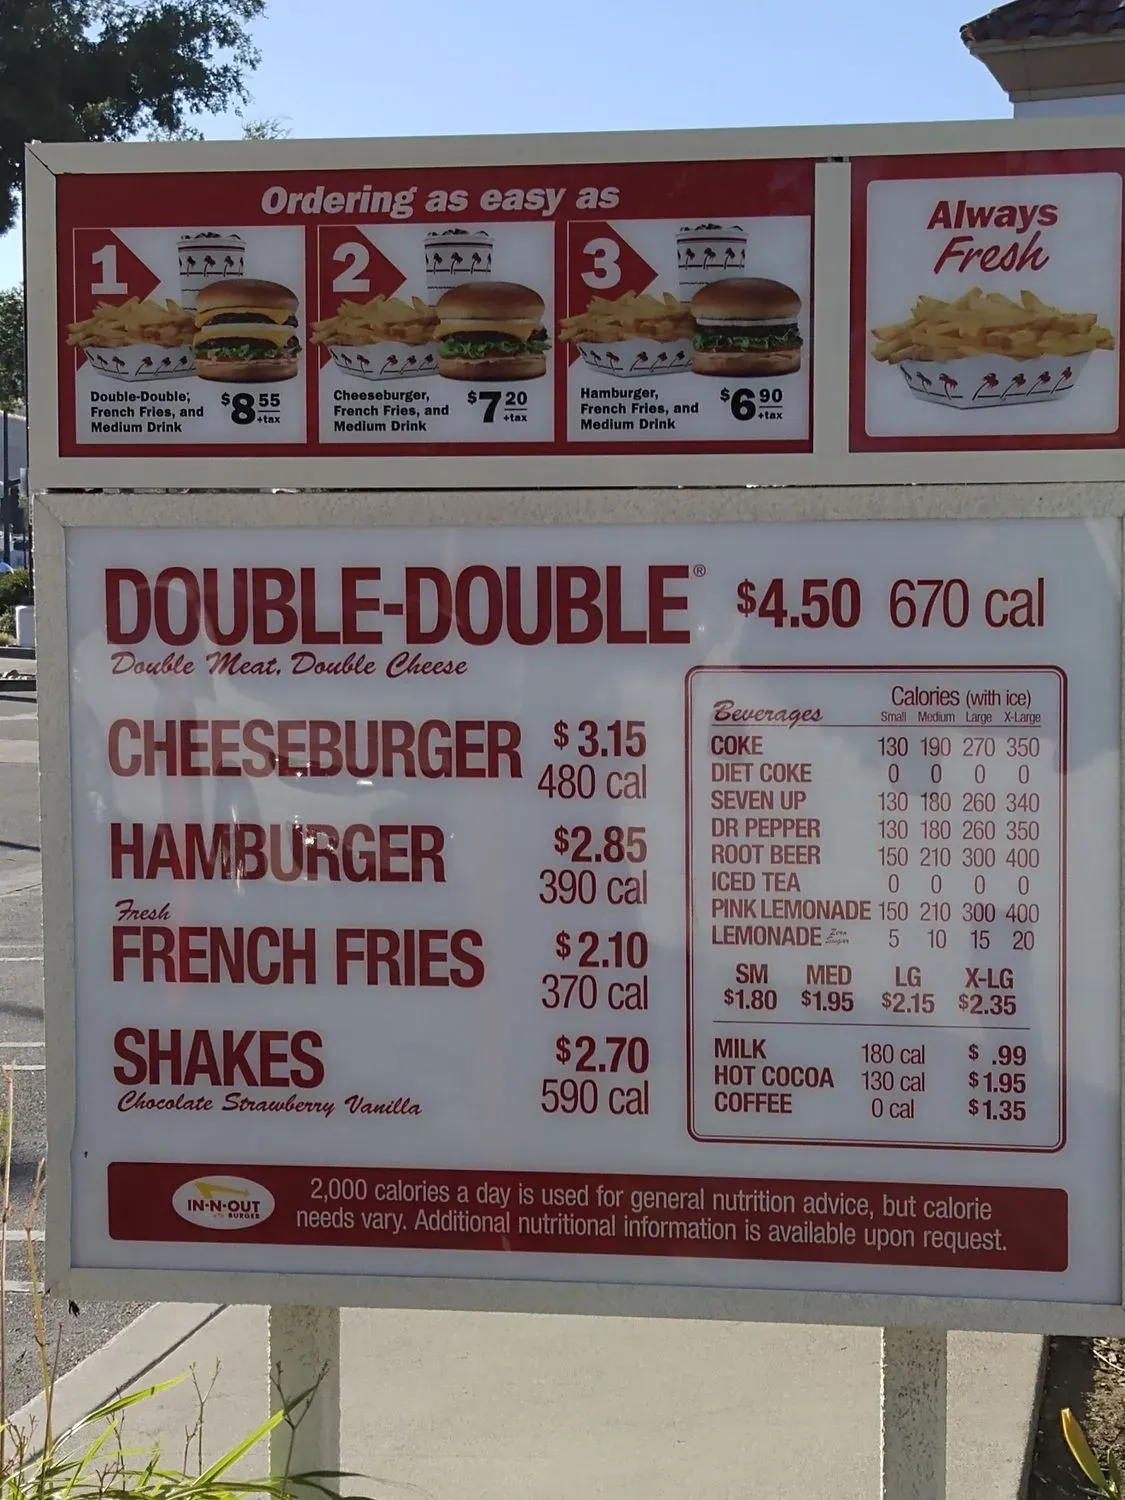 Ordering as easy as
1
Double-Double,
French Fries, and
Medium Drink
$8 55
+tax
2
Cheeseburger,
French Fries, and
Medium Drink
$7 20
+tax
3
Hamburger,
French Fries, and
Medium Drink
$6 90
+tax
Always
Fresh
DOUBLE-DOUBLE® $4.50 670 cal
Double Meat, Double Cheese
CHEESEBURGER $3.15
480 cal
HAMBURGER $2.85
390 cal
Fresh
FRENCH FRIES $2.10
370 cal
SHAKES $2.70
Chocolate Strawberry Vanilla 590 cal
Calories (with ice)
Beverages Small Medium Large X-Large
COKE 130 190 270 350
DIET COKE 0 0 0 0
SEVEN UP 130 180 260 340
DR PEPPER 130 180 260 350
ROOT BEER 150 210 300 400
ICED TEA 0 0 0 0
PINK LEMONADE 150 210 300 400
LEMONADE Zero Sugar 5 10 15 20
SM MED LG X-LG
$1.80 $1.95 $2.15 $2.35
MILK 180 cal $ .99
HOT COCOA 130 cal $1.95
COFFEE 0 cal $1.35
IN-N-OUT
BURGER
2,000 calories a day is used for general nutrition advice, but calorie
needs vary. Additional nutritional information is available upon request.